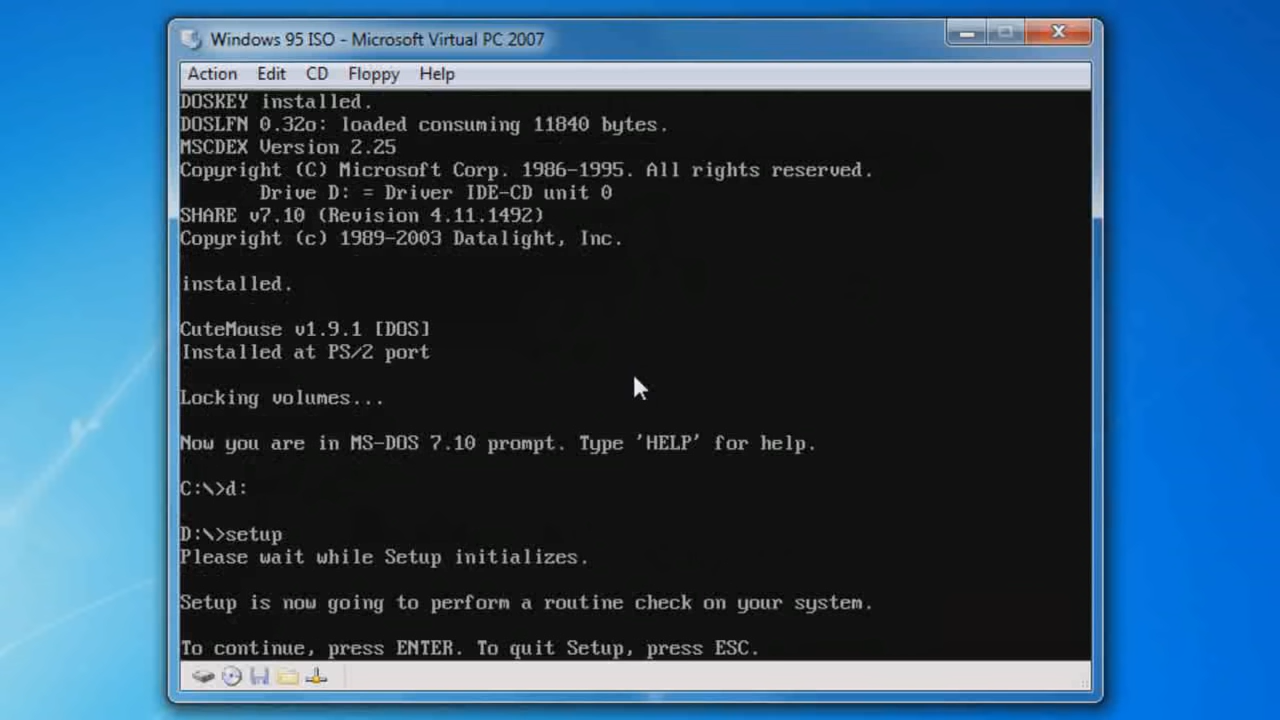 Windows 95 ISO - Microsoft Virtual PC 2007
Action Edit CD Floppy Help
DOSKEY installed.
DOSLFN 0.32o: loaded consuming 11840 bytes.
MSCDEX Version 2.25
Copyright (C) Microsoft Corp. 1986-1995. All rights reserved.
Drive D: = Driver IDE-CD unit 0
SHARE v7.10 (Revision 4.11.1492)
Copyright (c) 1989-2003 Datalight, Inc.
installed.
CuteMouse v1.9.1 [DOS]
Installed at PS/2 port
Locking volumes...
Now you are in MS-DOS 7.10 prompt. Type 'HELP' for help.
C:\>d:
D:\>setup
Please wait while Setup initializes.
Setup is now going to perform a routine check on your system.
To continue, press ENTER. To quit Setup, press ESC.